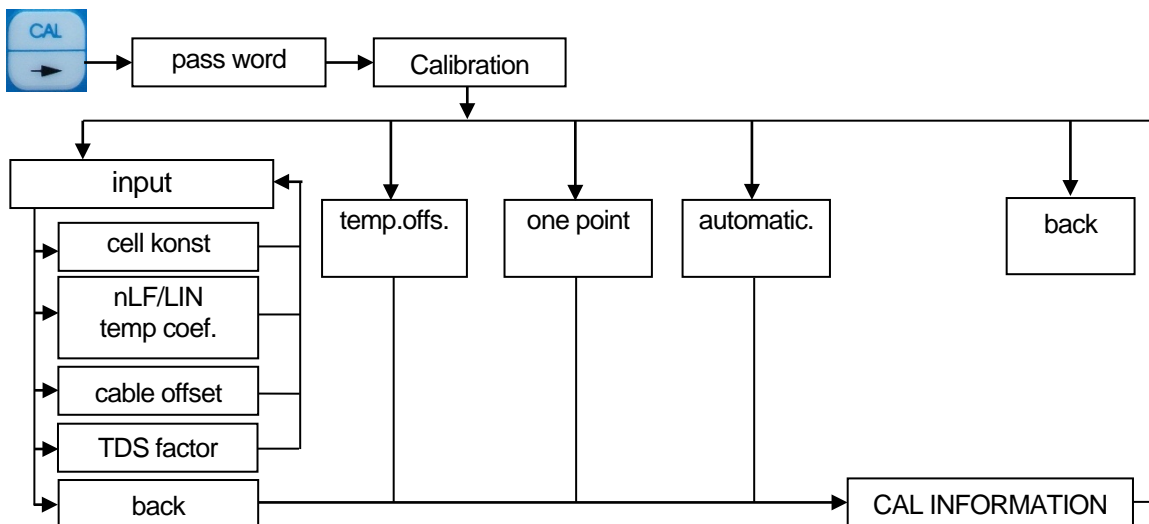 CAL
pass word
Calibration
input
temp.offs.
one point
automatic.
back
cell konst
nLF/LIN
temp coef.
cable offset
TDS factor
back
CAL INFORMATION